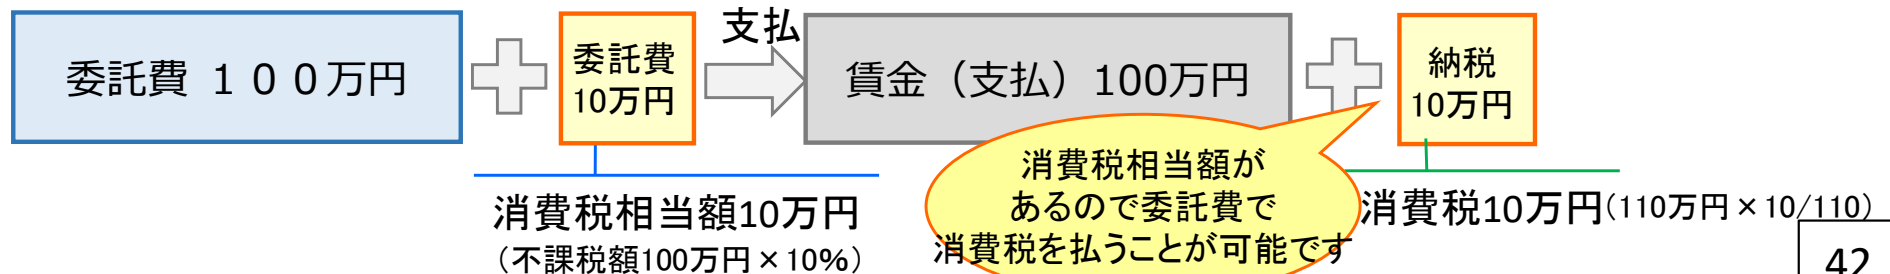 委託費 １００万円
委託費
10万円
支払
賃金（支払）100万円
納税
10万円
消費税相当額10万円
（不課税額100万円×10%）
消費税相当額が
あるので委託費で
消費税を払うことが可能です
消費税10万円(110万円×10/110)
42